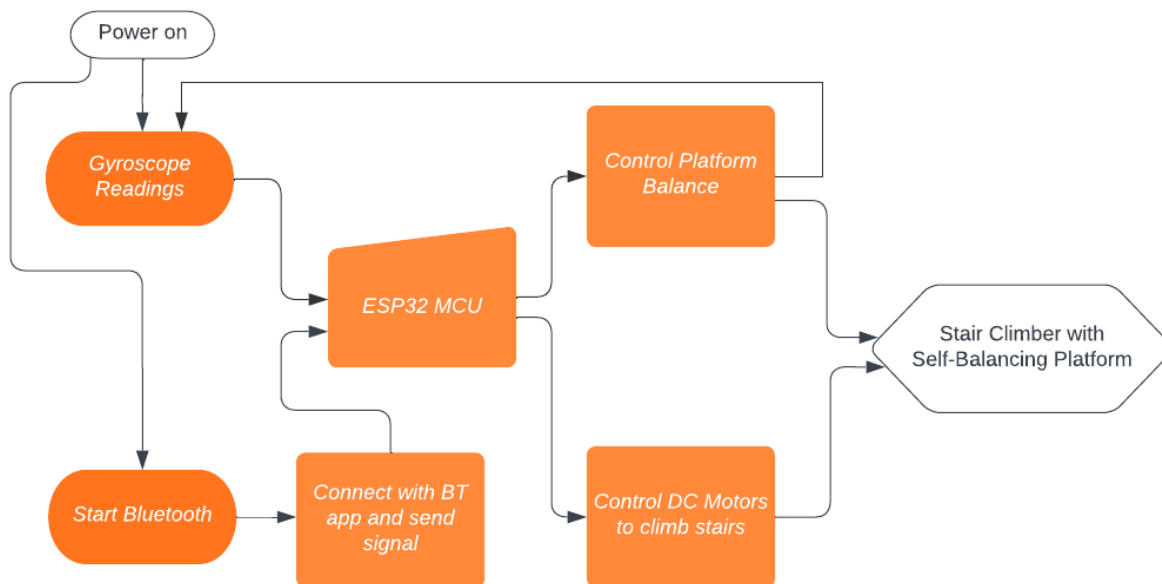 Power on
Gyroscope
Readings
Control Platform
Balance
ESP32 MCU
Stair Climber with
Self-Balancing Platform
Start Bluetooth
Connect with BT
app and send
signal
Control DC Motors
to climb stairs